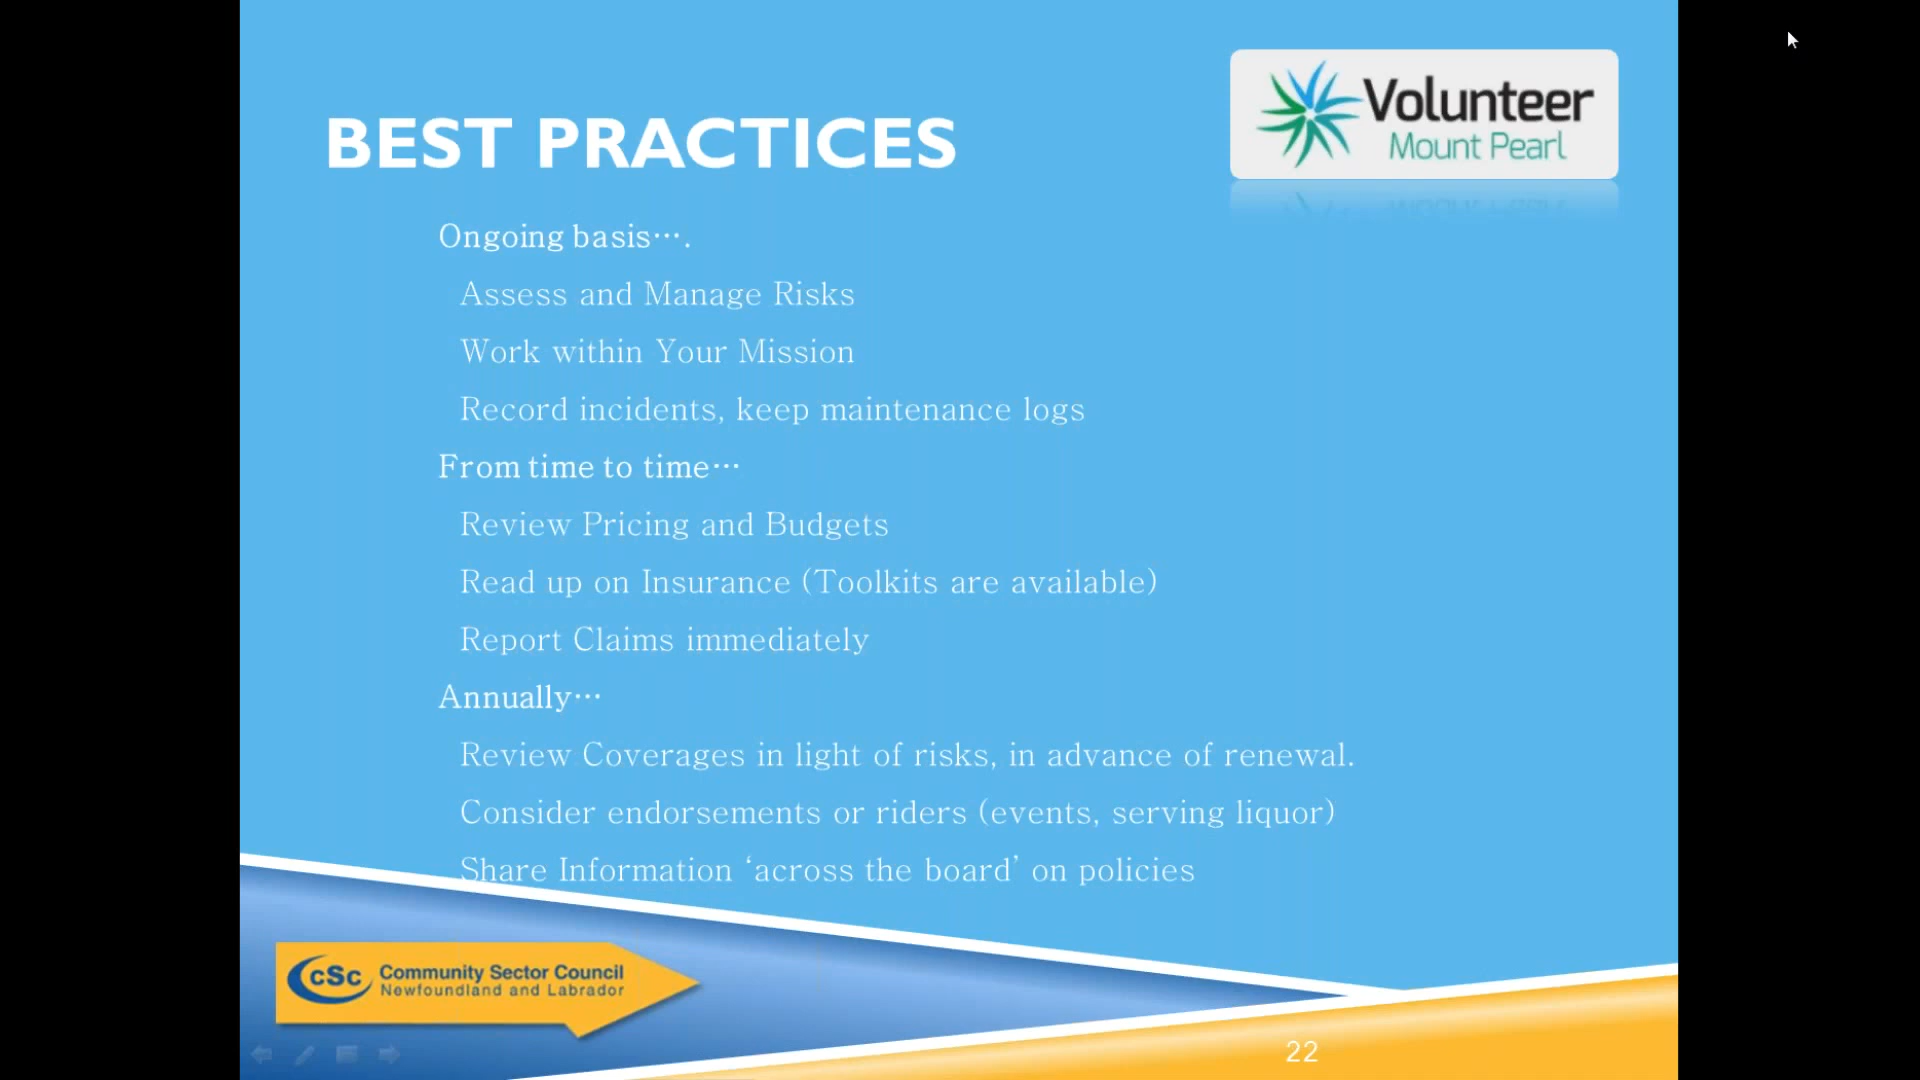 BEST PRACTICES
Volunteer
Mount Pearl
Ongoing basis….
Assess and Manage Risks
Work within Your Mission
Record incidents, keep maintenance logs
From time to time…
Review Pricing and Budgets
Read up on Insurance (Toolkits are available)
Report Claims immediately
Annually…
Review Coverages in light of risks, in advance of renewal.
Consider endorsements or riders (events, serving liquor)
Share Information ‘across the board’ on policies
cSc
Community Sector Council
Newfoundland and Labrador
22